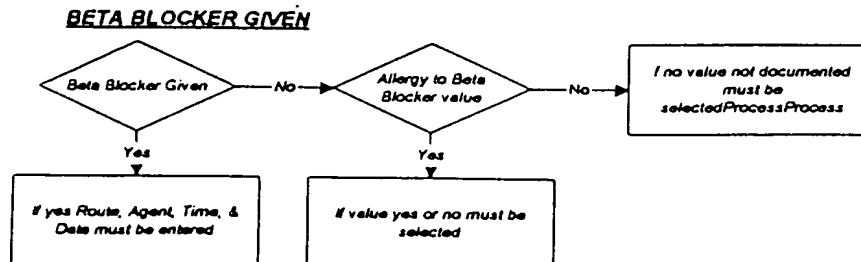 BETA BLOCKER GIVEN
Beta Blocker Given
No
Allergy to Beta
Blocker value
No
I no value not documented
must be
selectedProcessProcess
Yes
Yes
If yes Route, Agent, Time, &
Date must be entered
If value yes or no must be
selected